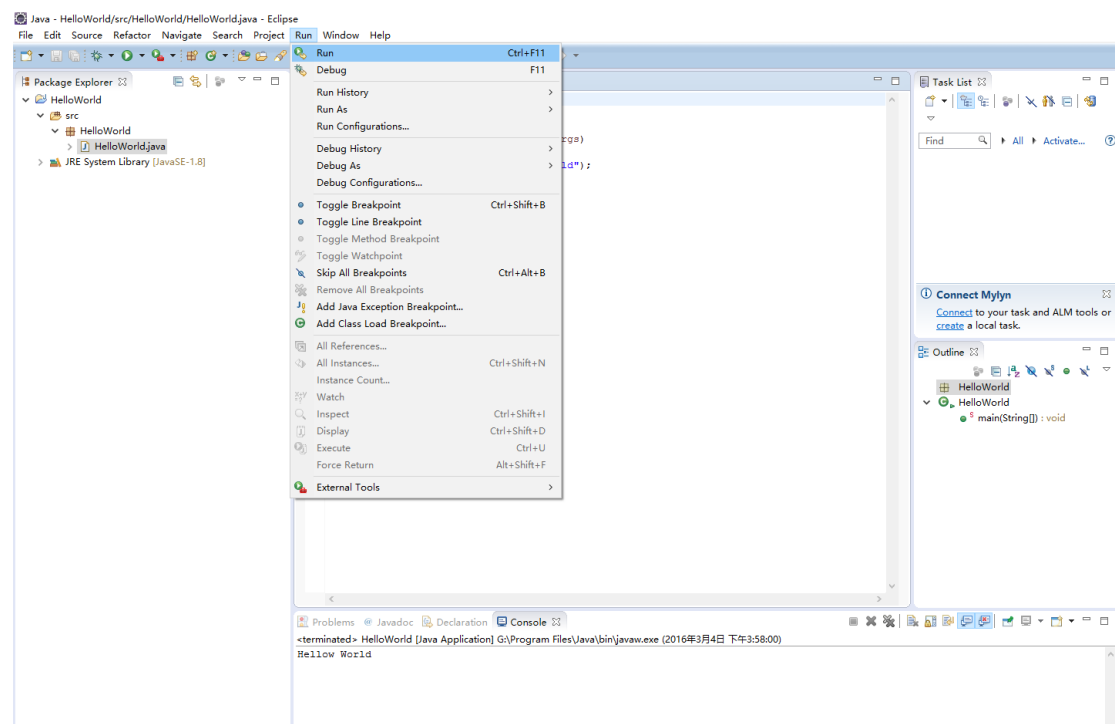 Java - HelloWorld/src/HelloWorld/HelloWorld.java - Eclipse
File Edit Source Refactor Navigate Search Project Run Window Help
Package Explorer
HelloWorld
src
HelloWorld
HelloWorld.java
JRE System Library [JavaSE-1.8]
Run Ctrl+F11
Debug F11
Run History
Run As
Run Configurations...
Debug History
Debug As
Debug Configurations...
Toggle Breakpoint Ctrl+Shift+B
Toggle Line Breakpoint
Toggle Method Breakpoint
Toggle Watchpoint
Skip All Breakpoints Ctrl+Alt+B
Remove All Breakpoints
Add Java Exception Breakpoint...
Add Class Load Breakpoint...
All References...
All Instances... Ctrl+Shift+N
Instance Count...
Watch
Inspect Ctrl+Shift+I
Display Ctrl+Shift+D
Execute Ctrl+U
Force Return Alt+Shift+F
External Tools
rgs)
ld");
Task List
Find All Activate...
Connect Mylyn
Connect to your task and ALM tools or
create a local task.
Outline
HelloWorld
HelloWorld
main(String[]) : void
Problems @ Javadoc Declaration Console
<terminated> HelloWorld [Java Application] G:\Program Files\Java\bin\javaw.exe (2016年3月4日 下午3:58:00)
Hellow World